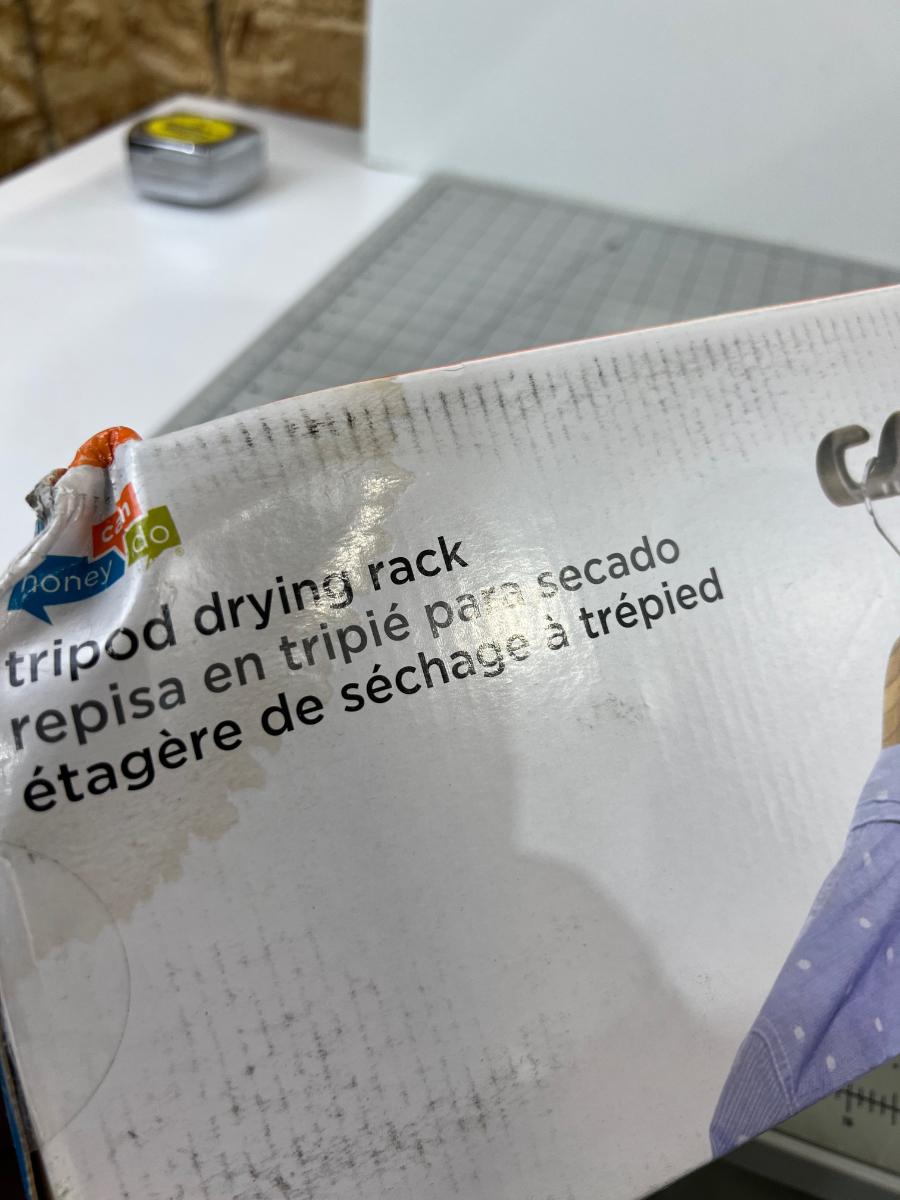 honey
can
do
tripod drying rack
repisa en tripié para secado
étagère de séchage à trépied